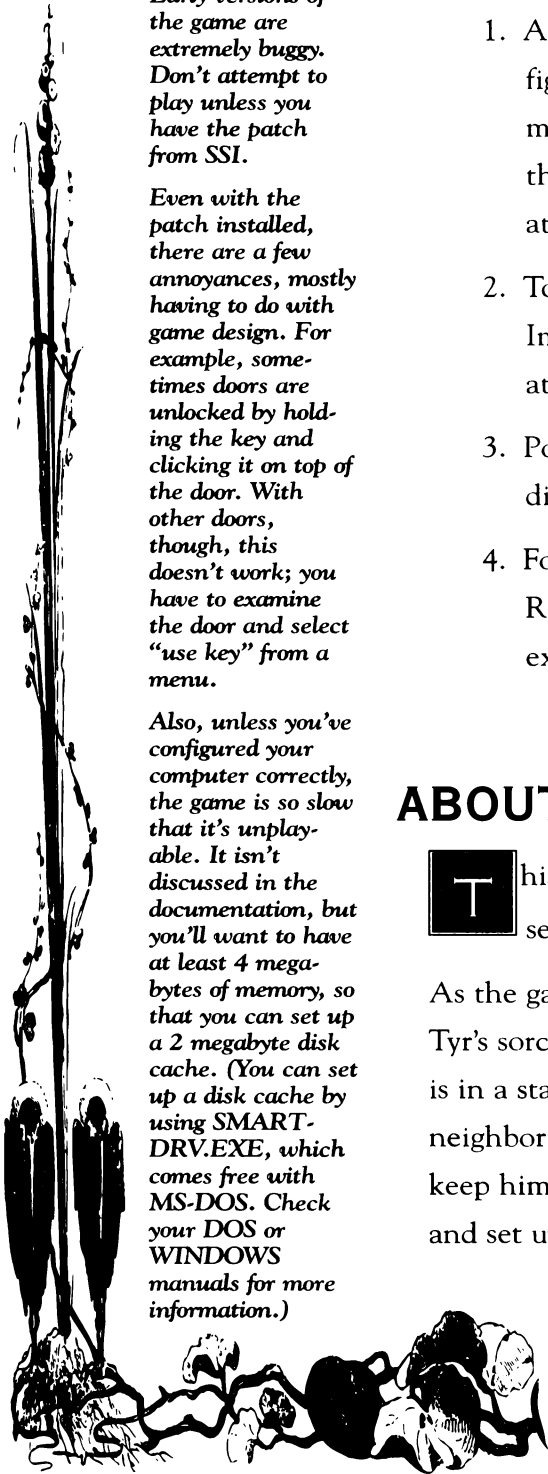 Early versions of
the game are
extremely buggy.
Don't attempt to
play unless you
have the patch
from SSI.
Even with the
patch installed,
there are a few
annoyances, mostly
having to do with
game design. For
example, some-
times doors are
unlocked by hold-
ing the key and
clicking it on top of
the door. With
other doors,
though, this
doesn't work; you
have to examine
the door and select
“use key” from a
menu.
Also, unless you've
configured your
computer correctly,
the game is so slow
that it's unplay-
able. It isn't
discussed in the
documentation, but
you'll want to have
at least 4 mega-
bytes of memory, so
that you can set up
a 2 megabyte disk
cache. (You can set
up a disk cache by
using SMART-
DRV.EXE, which
comes free with
MS-DOS. Check
your DOS or
WINDOWS
manuals for more
information.)
1. A
fig
m
th
at
2. To
In
at
3. Po
di
4. Fo
R
ex
ABOUT
This
se
As the ga
Tyr's sorc
is in a sta
neighbor
keep him
and set u